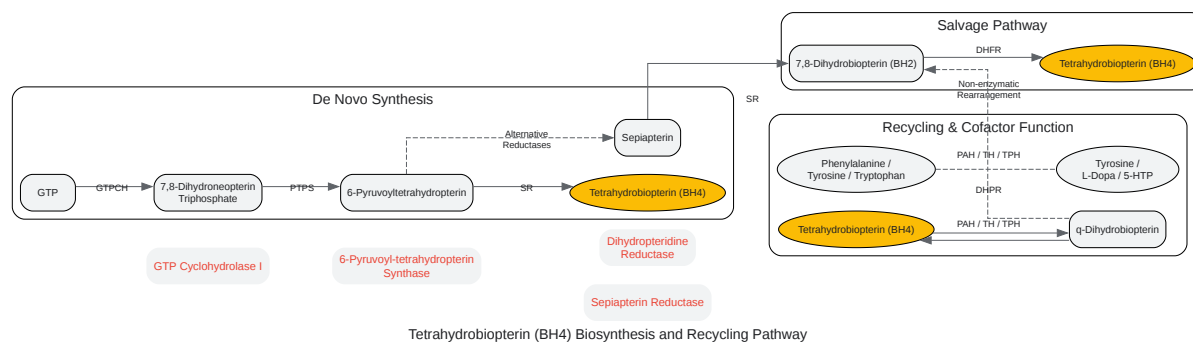 Salvage Pathway
7,8-Dihydrobiopterin (BH2)
DHFR
Tetrahydrobiopterin (BH4)
Non-enzymatic
Rearrangement
SR
De Novo Synthesis
Alternative
Reductases
Sepiapterin
GTP
GTPCH
7,8-Dihydroneopterin
Triphosphate
PTPS
6-Pyruvoyltetrahydropterin
SR
Tetrahydrobiopterin (BH4)
Recycling & Cofactor Function
Phenylalanine /
Tyrosine / Tryptophan
PAH / TH / TPH
Tyrosine /
L-Dopa / 5-HTP
DHPR
Tetrahydrobiopterin (BH4)
PAH / TH / TPH
q-Dihydrobiopterin
GTP Cyclohydrolase I
6-Pyruvoyl-tetrahydropterin
Synthase
Dihydropteridine
Reductase
Sepiapterin Reductase
Tetrahydrobiopterin (BH4) Biosynthesis and Recycling Pathway